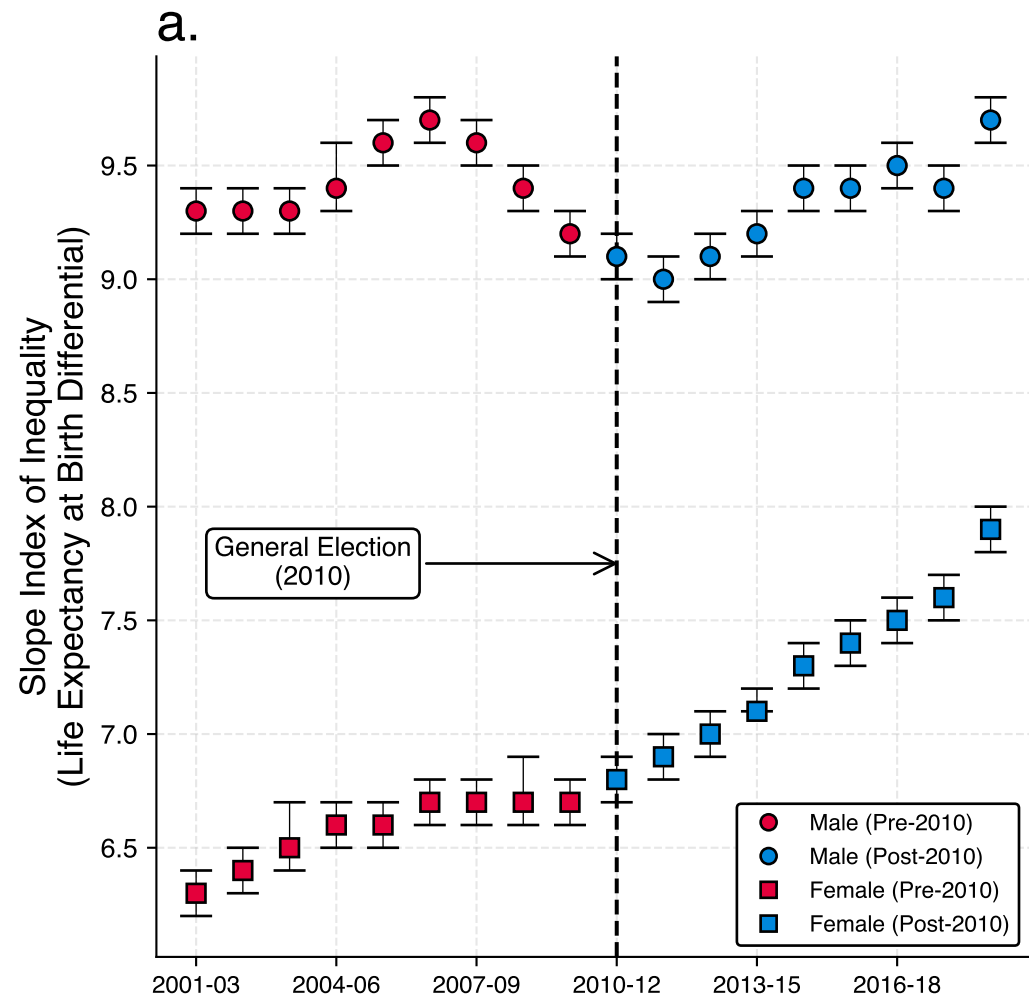 a.
Slope Index of Inequality
(Life Expectancy at Birth Differential)
9.5
9.0
8.5
8.0
7.5
7.0
6.5
General Election
(2010)
Male (Pre-2010)
Male (Post-2010)
Female (Pre-2010)
Female (Post-2010)
2001-03 2004-06 2007-09 2010-12 2013-15 2016-18